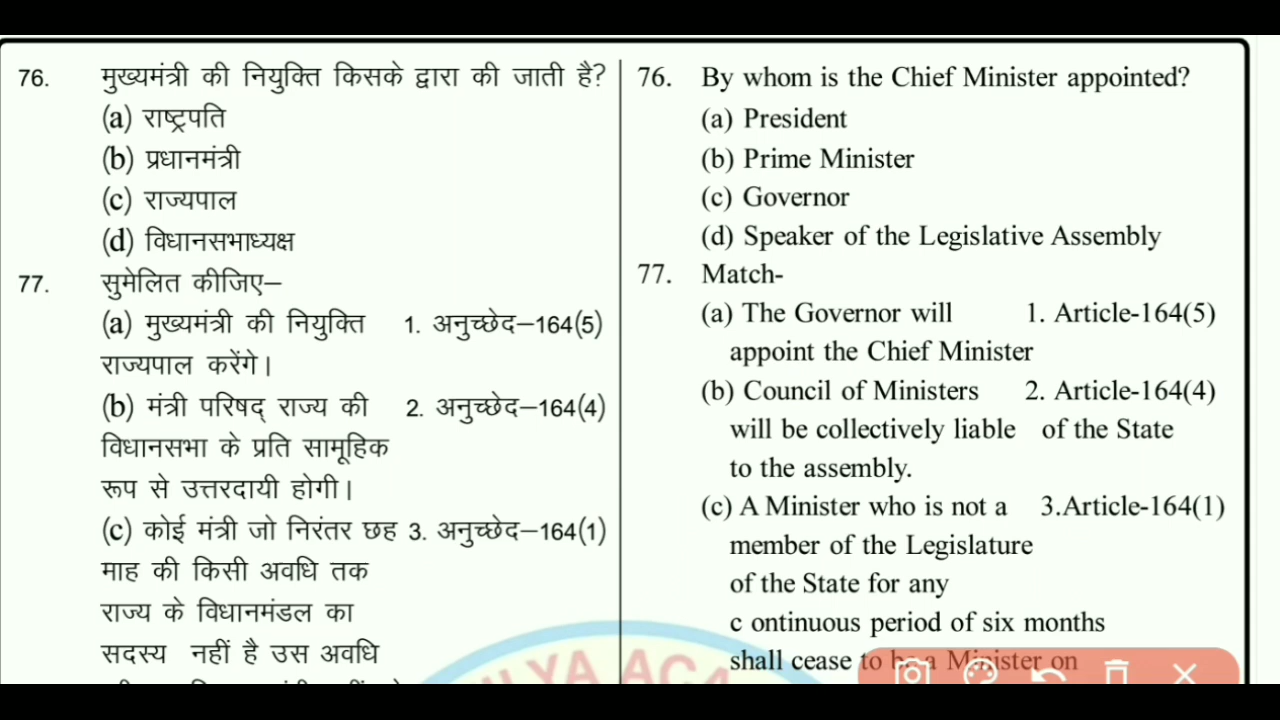 76. मुख्यमंत्री की नियुक्ति किसके द्वारा की जाती है?
(a) राष्ट्रपति
(b) प्रधानमंत्री
(c) राज्यपाल
(d) विधानसभाध्यक्ष
77. सुमेलित कीजिए–
(a) मुख्यमंत्री की नियुक्ति 1. अनुच्छेद–164(5)
राज्यपाल करेंगे।
(b) मंत्री परिषद् राज्य की 2. अनुच्छेद–164(4)
विधानसभा के प्रति सामूहिक
रूप से उत्तरदायी होगी।
(c) कोई मंत्री जो निरंतर छह 3. अनुच्छेद–164(1)
माह की किसी अवधि तक
राज्य के विधानमंडल का
सदस्य नहीं है उस अवधि
76. By whom is the Chief Minister appointed?
(a) President
(b) Prime Minister
(c) Governor
(d) Speaker of the Legislative Assembly
77. Match-
(a) The Governor will 1. Article-164(5)
appoint the Chief Minister
(b) Council of Ministers 2. Article-164(4)
will be collectively liable of the State
to the assembly.
(c) A Minister who is not a 3.Article-164(1)
member of the Legislature
of the State for any
c ontinuous period of six months
shall cease to be a Minister on